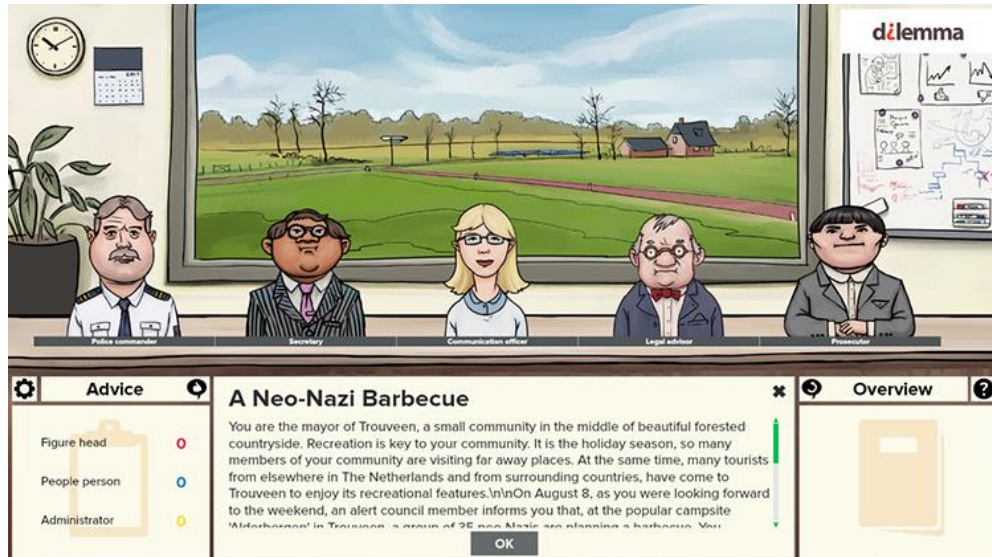 dilemma
Police commander
Secretary
Communication officer
Legal advisor
Prosecutor
Advice
Figure head 0
People person 0
Administrator 0
A Neo-Nazi Barbecue
You are the mayor of Trouveen, a small community in the middle of beautiful forested
countryside. Recreation is key to your community. It is the holiday season, so many
members of your community are visiting far away places. At the same time, many tourists
from elsewhere in The Netherlands and from surrounding countries, have come to
Trouveen to enjoy its recreational features.\n\nOn August 8, as you were looking forward
to the weekend, an alert council member informs you that, at the popular campsite
'Alderbergen' in Trouveen, a group of 35 neo-Nazis are planning a barbecue. You
OK
Overview
?